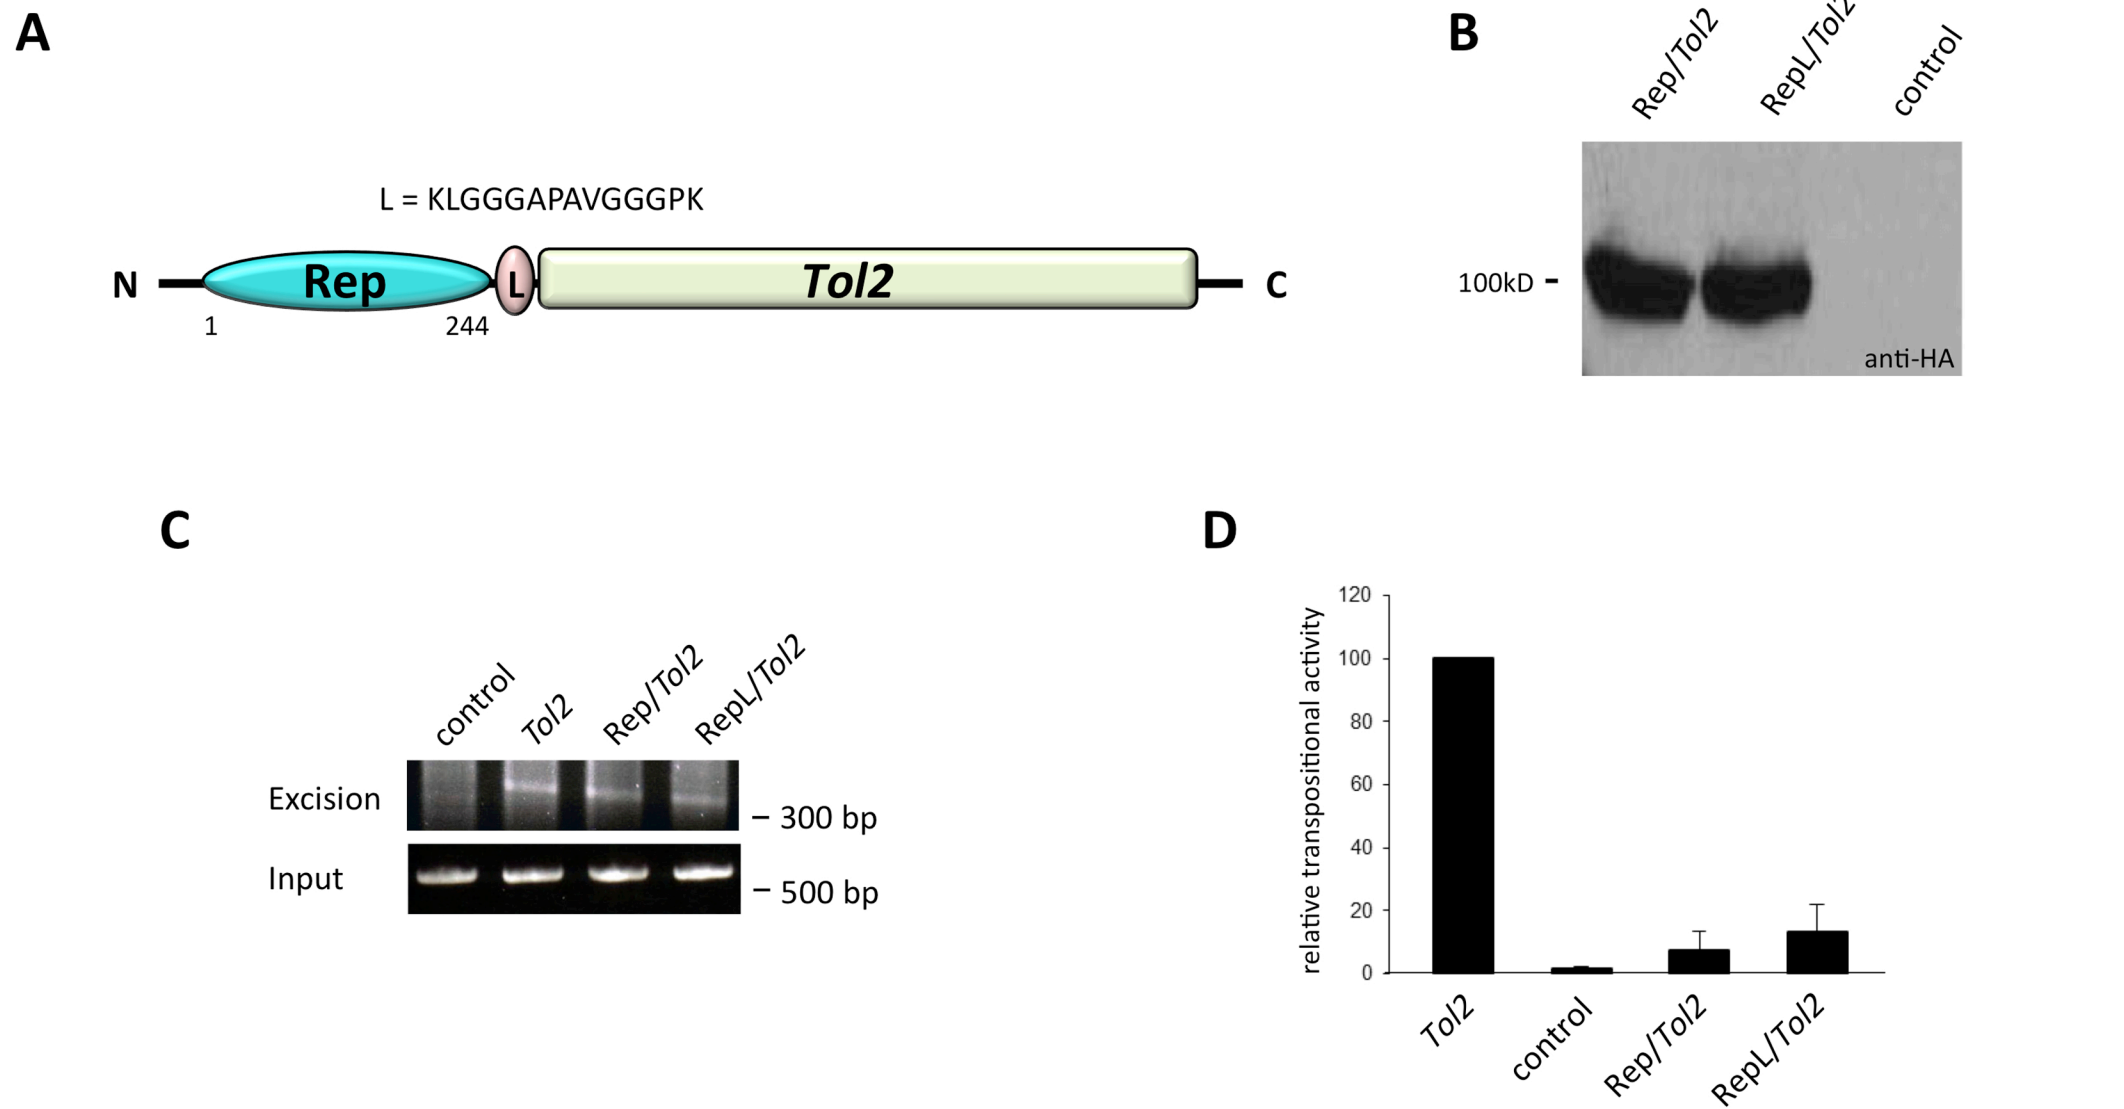 A
L = KLGGGAPAVGGGPK
N
Rep
L
Tol2
C
1
244
B
Rep/Tol2
RepL/Tol2
control
100kD -
anti-HA
C
control
Tol2
Rep/Tol2
RepL/Tol2
Excision
– 300 bp
Input
– 500 bp
D
relative transpositional activity
120
100
80
60
40
20
0
Tol2
control
Rep/Tol2
RepL/Tol2